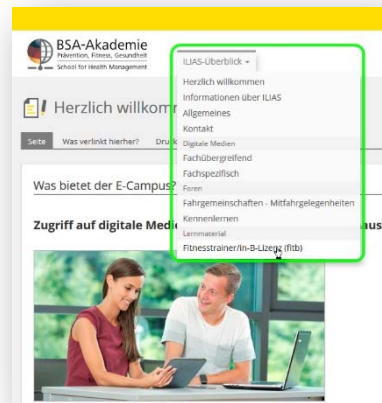 BSA-Akademie
Prävention, Fitness, Gesundheit
School for Health Management
ILIAS-Überblick
Herzlich willkommen
Informationen über ILIAS
Allgemeines
Kontakt
Digitale Medien
Fachübergreifend
Fachspezifisch
Foren
Fahrgemeinschaften - Mitfahrgelegenheiten
Kennenlernen
Lernmaterial
Fitnesstrainer/in-B-Lizenz (fitb)
Herzlich willkomm
Seite Was verlinkt hierher? Druck
Was bietet der E-Campus?
Zugriff auf digitale Medie